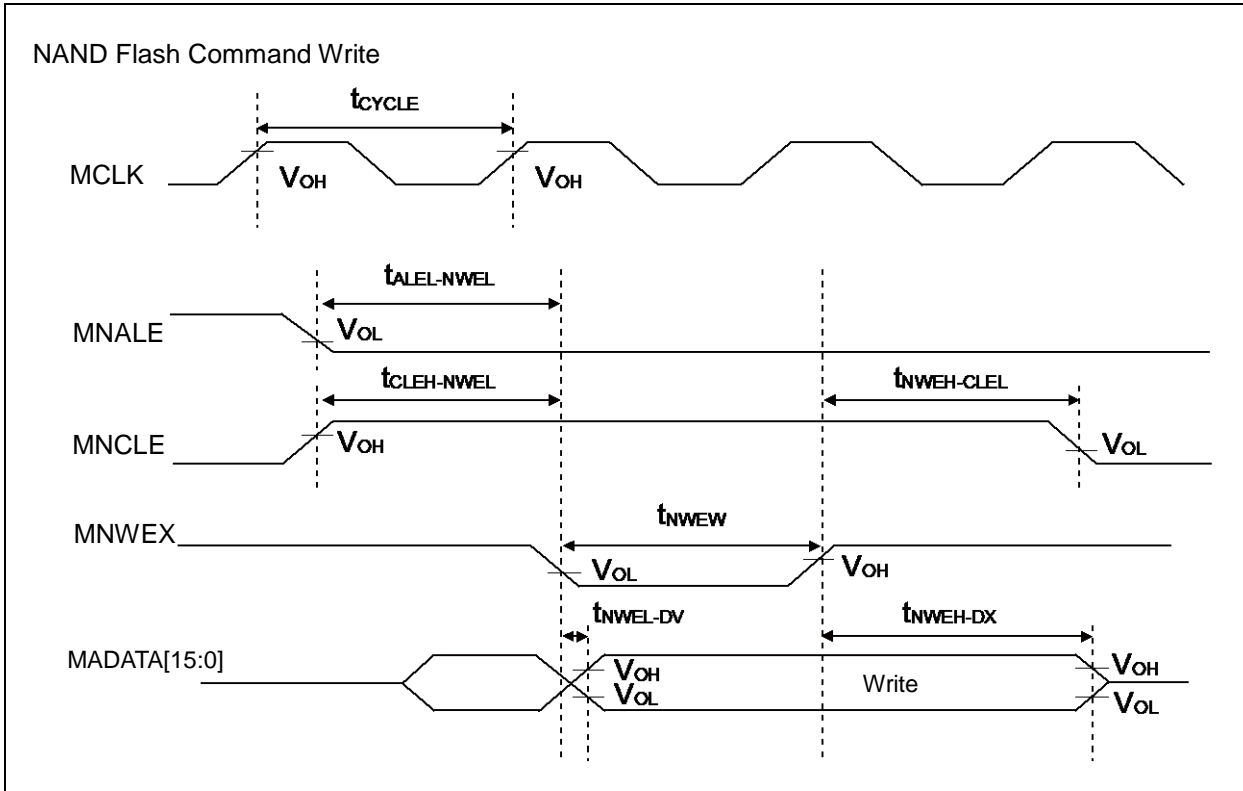 NAND Flash Command Write
tCYCLE
MCLK
VOH VOH
tALEL-NWEL
MNALE
VOL
tCLEH-NWEL tNWEH-CLEL
MNCLE
VOH VOL
MNWEX
tNWEW
VOL VOH
tNWEL-DV tNWEH-DX
MADATA[15:0]
VOH VOH
Write
VOL VOL